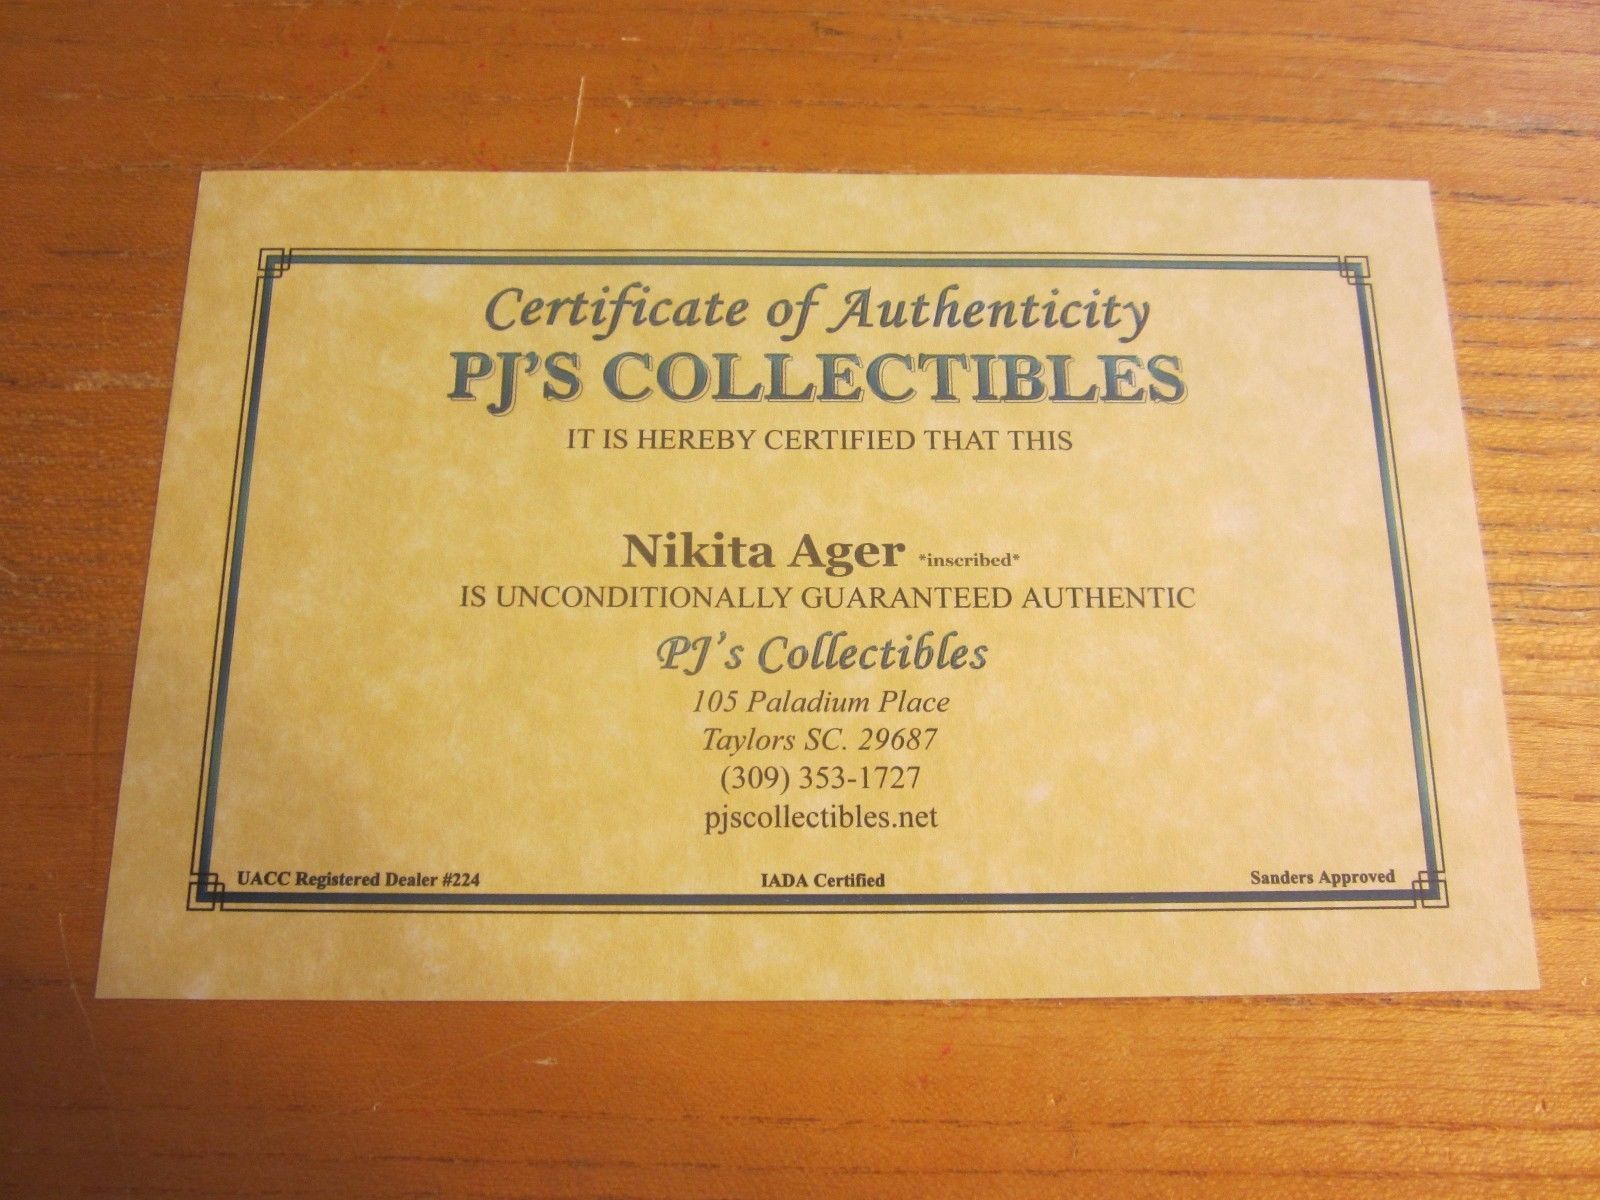 Certificate of Authenticity
PJ'S COLLECTIBLES
IT IS HEREBY CERTIFIED THAT THIS
Nikita Ager *inscribed*
IS UNCONDITIONALLY GUARANTEED AUTHENTIC
PJ's Collectibles
105 Paladium Place
Taylors SC. 29687
(309) 353-1727
pjscollectibles.net
UACC Registered Dealer #224 IADA Certified Sanders Approved